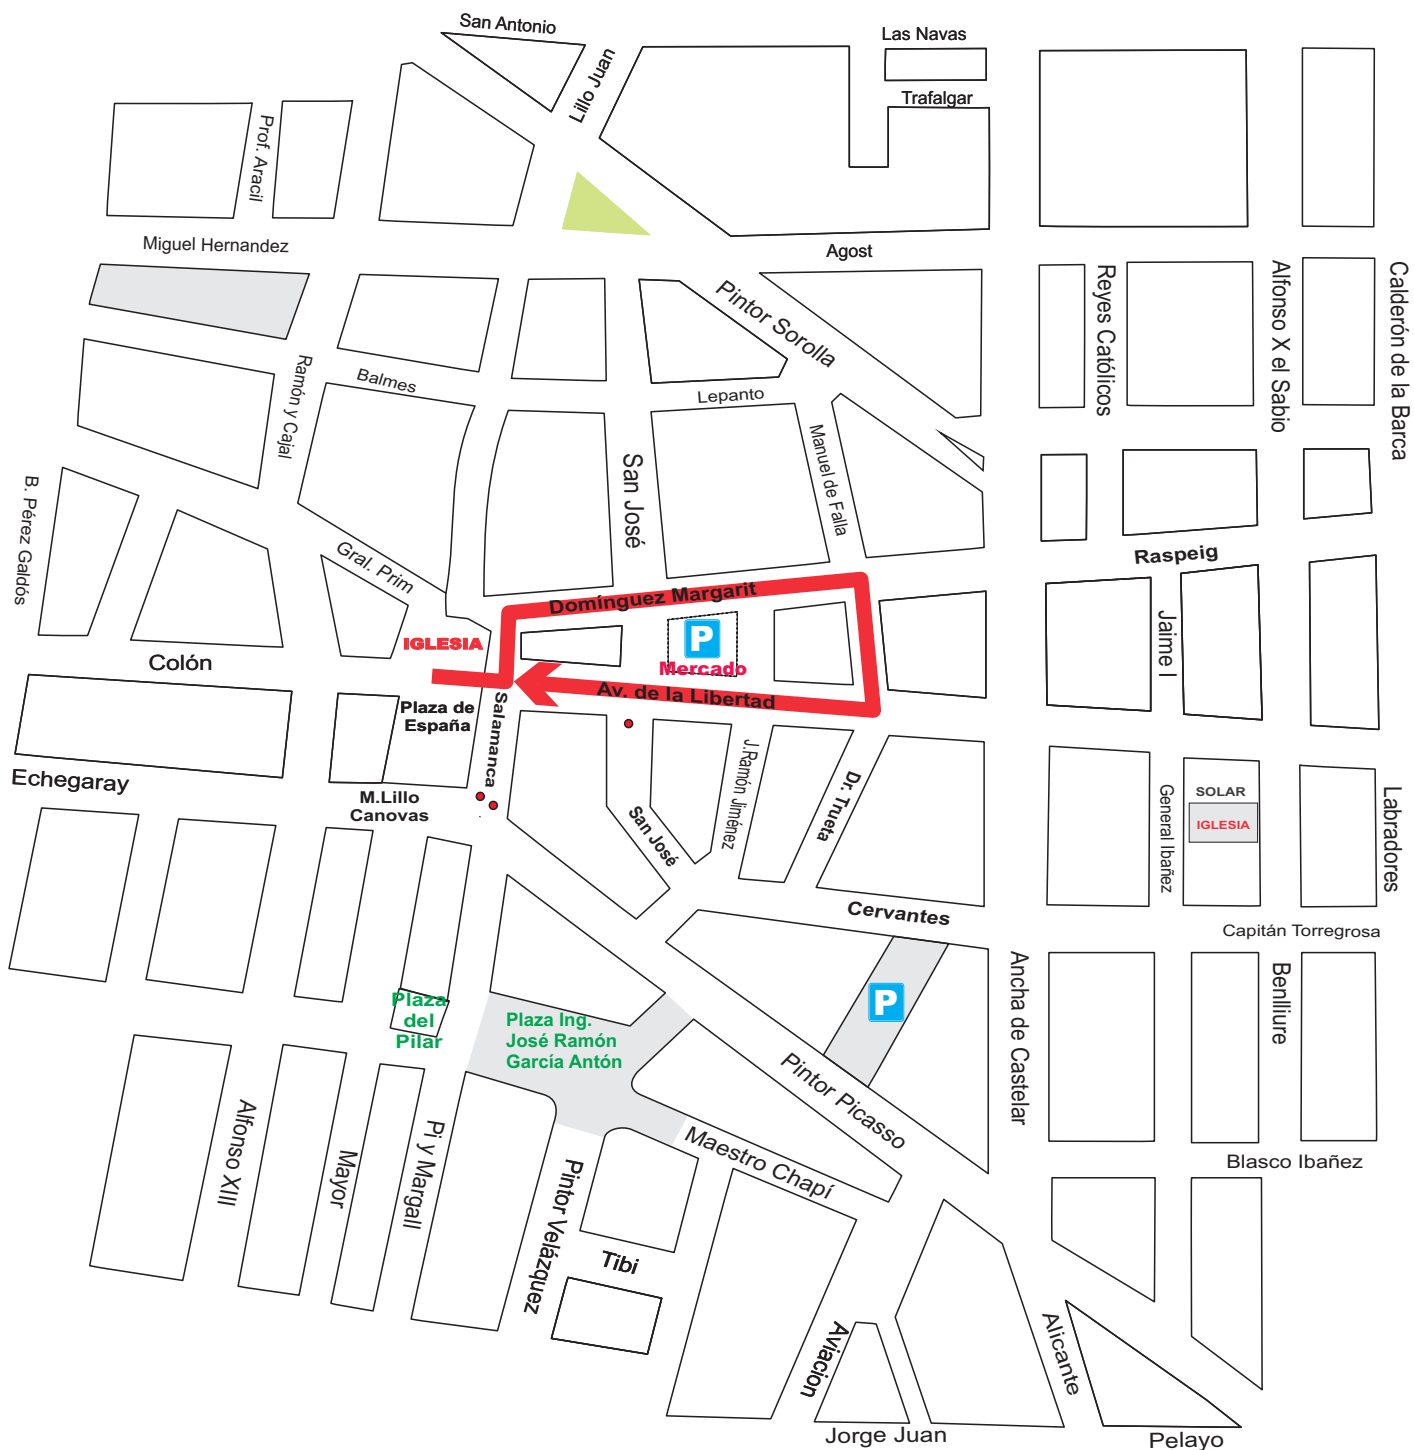 San Antonio
Las Navas
Lillo Juan
Trafalgar
Prof. Aracil
Miguel Hernandez
Agost
Pintor Sorolla
Reyes Católicos
Alfonso X el Sabio
Calderón de la Barca
Ramón y Cajal
Balmes
Lepanto
Manuel de Falla
San José
B. Pérez Galdós
Gral. Prim
Raspeig
Domínguez Margarit
IGLESIA
P
Mercado
Jaime I
Colón
Av. de la Libertad
Plaza de
España
Salamanca
Echegaray
M.Lillo
Canovas
J.Ramón Jiménez
Dr. Trueta
San José
General Ibañez
SOLAR
IGLESIA
Labradores
Cervantes
Capitán Torregrosa
Ancha de Castelar
Benlliure
P
Plaza
del
Pilar
Plaza Ing.
José Ramón
García Antón
Pintor Picasso
Alfonso XIII
Mayor
Pi y Margall
Maestro Chapí
Pintor Velázquez
Blasco Ibañez
Tibi
Aviacion
Alicante
Jorge Juan
Pelayo